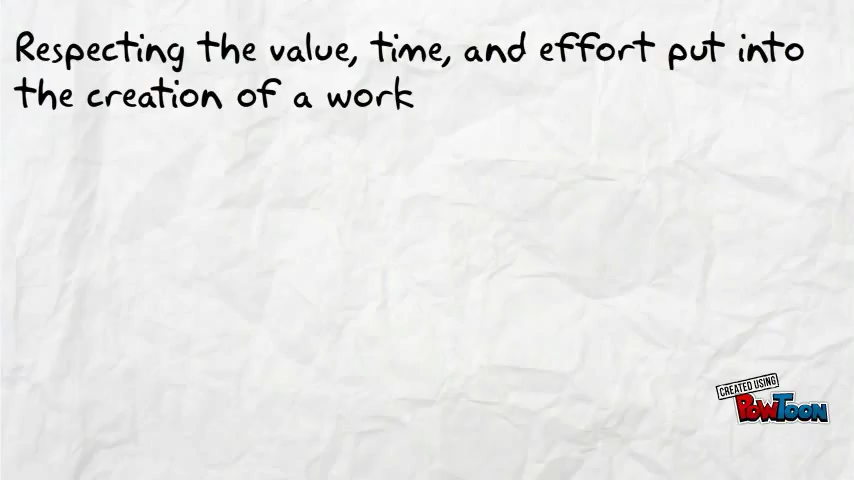 Respecting the value, time, and effort put into
the creation of a work
CREATED USING
POWTOON